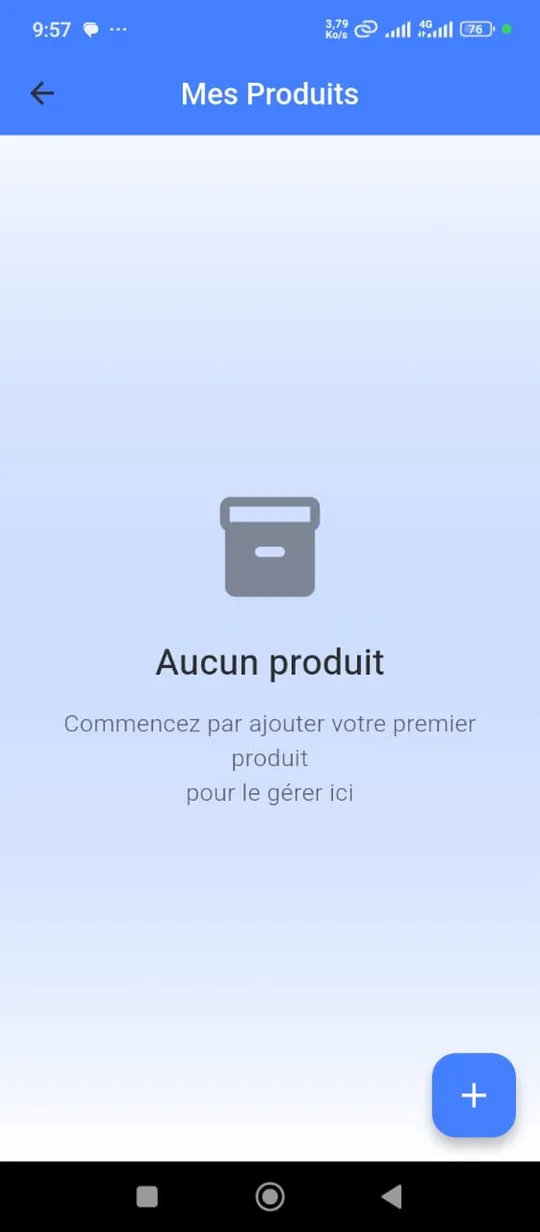 9:57 ... 3,79 Ko/s 4G 76
Mes Produits
Aucun produit
Commencez par ajouter votre premier
produit
pour le gérer ici